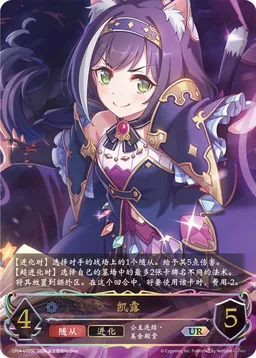 【进化时】选择对手的战场上的1个随从。给予其5点伤害。
【超进化时】选择自己的墓场中的最多2张卡牌名不同的法术。
将其放置到额外区。在这个回合中,将要使用该卡时,费用-2。
4
凯露
5
随从
进化
公主连结·
美食殿堂
UR